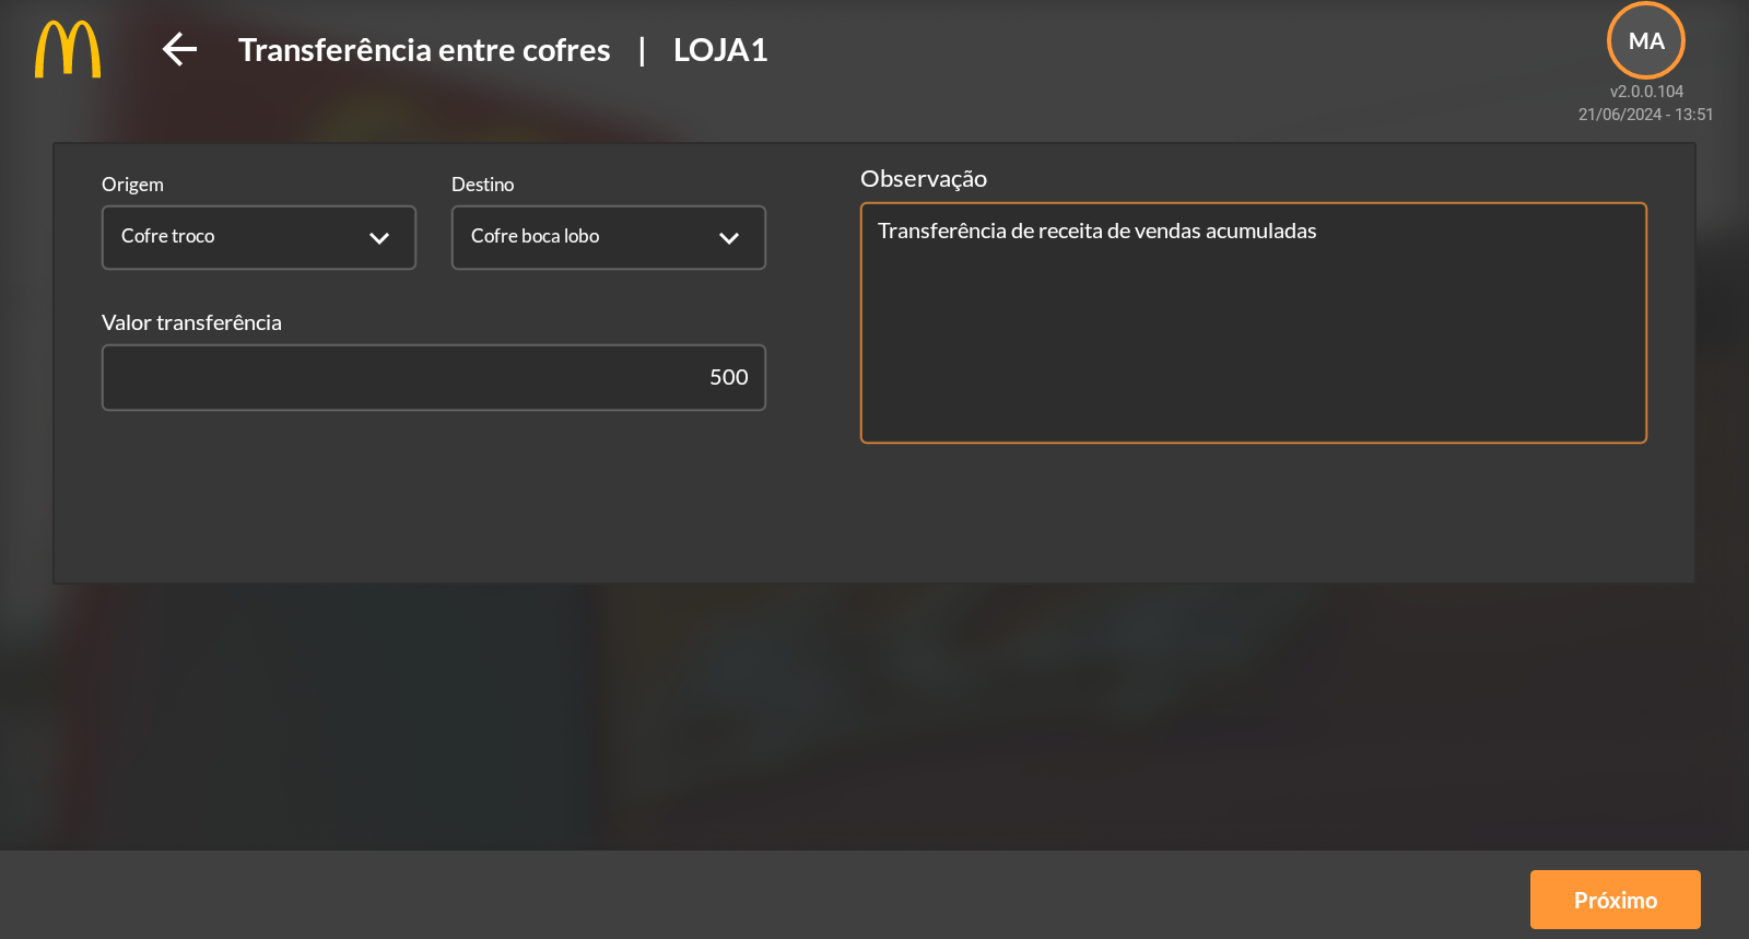 Transferência entre cofres | LOJA1
MA
v2.0.0.104
21/06/2024 - 13:51
Origem
Cofre troco
Destino
Cofre boca lobo
Valor transferência
500
Observação
Transferência de receita de vendas acumuladas
Próximo